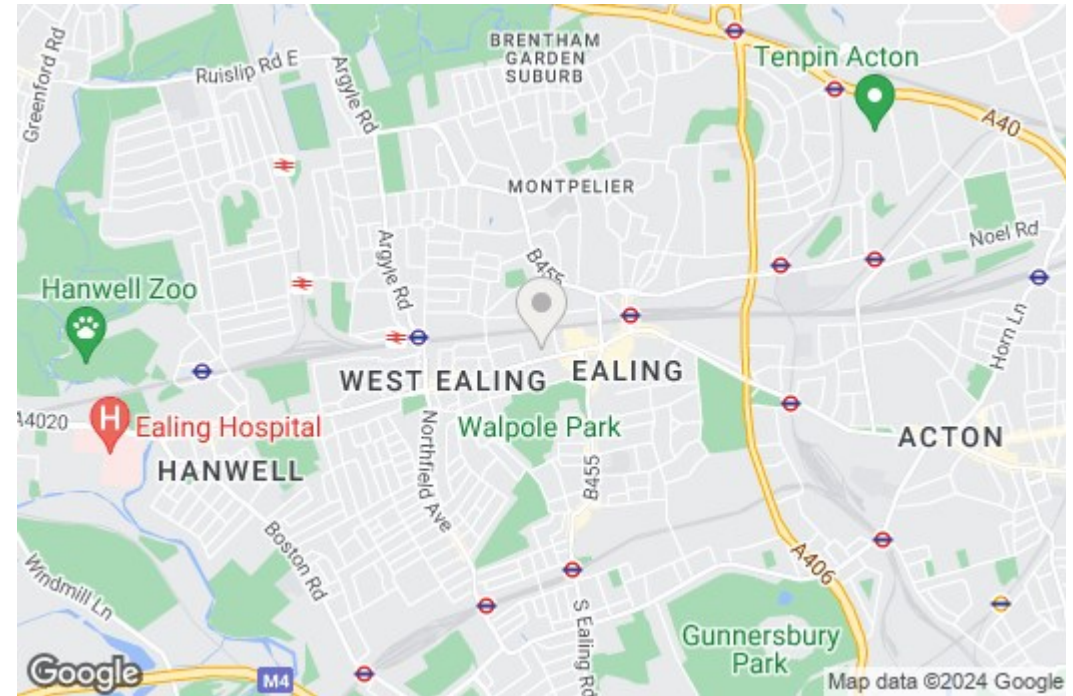 BRENTHAM
GARDEN
SUBURB
Tenpin Acton
Greenford Rd
Ruislip Rd E
Argyle Rd
A40
MONTPELIER
Argyle Rd
B455
Noel Rd
Hanwell Zoo
Horn Ln
WEST EALING
EALING
A4020
H
Ealing Hospital
Walpole Park
ACTON
HANWELL
Northfield Ave
B455
Boston Rd
A406
Windmill Ln
S Ealing Rd
Gunnersbury
Park
Google
M4
Map data ©2024 Google